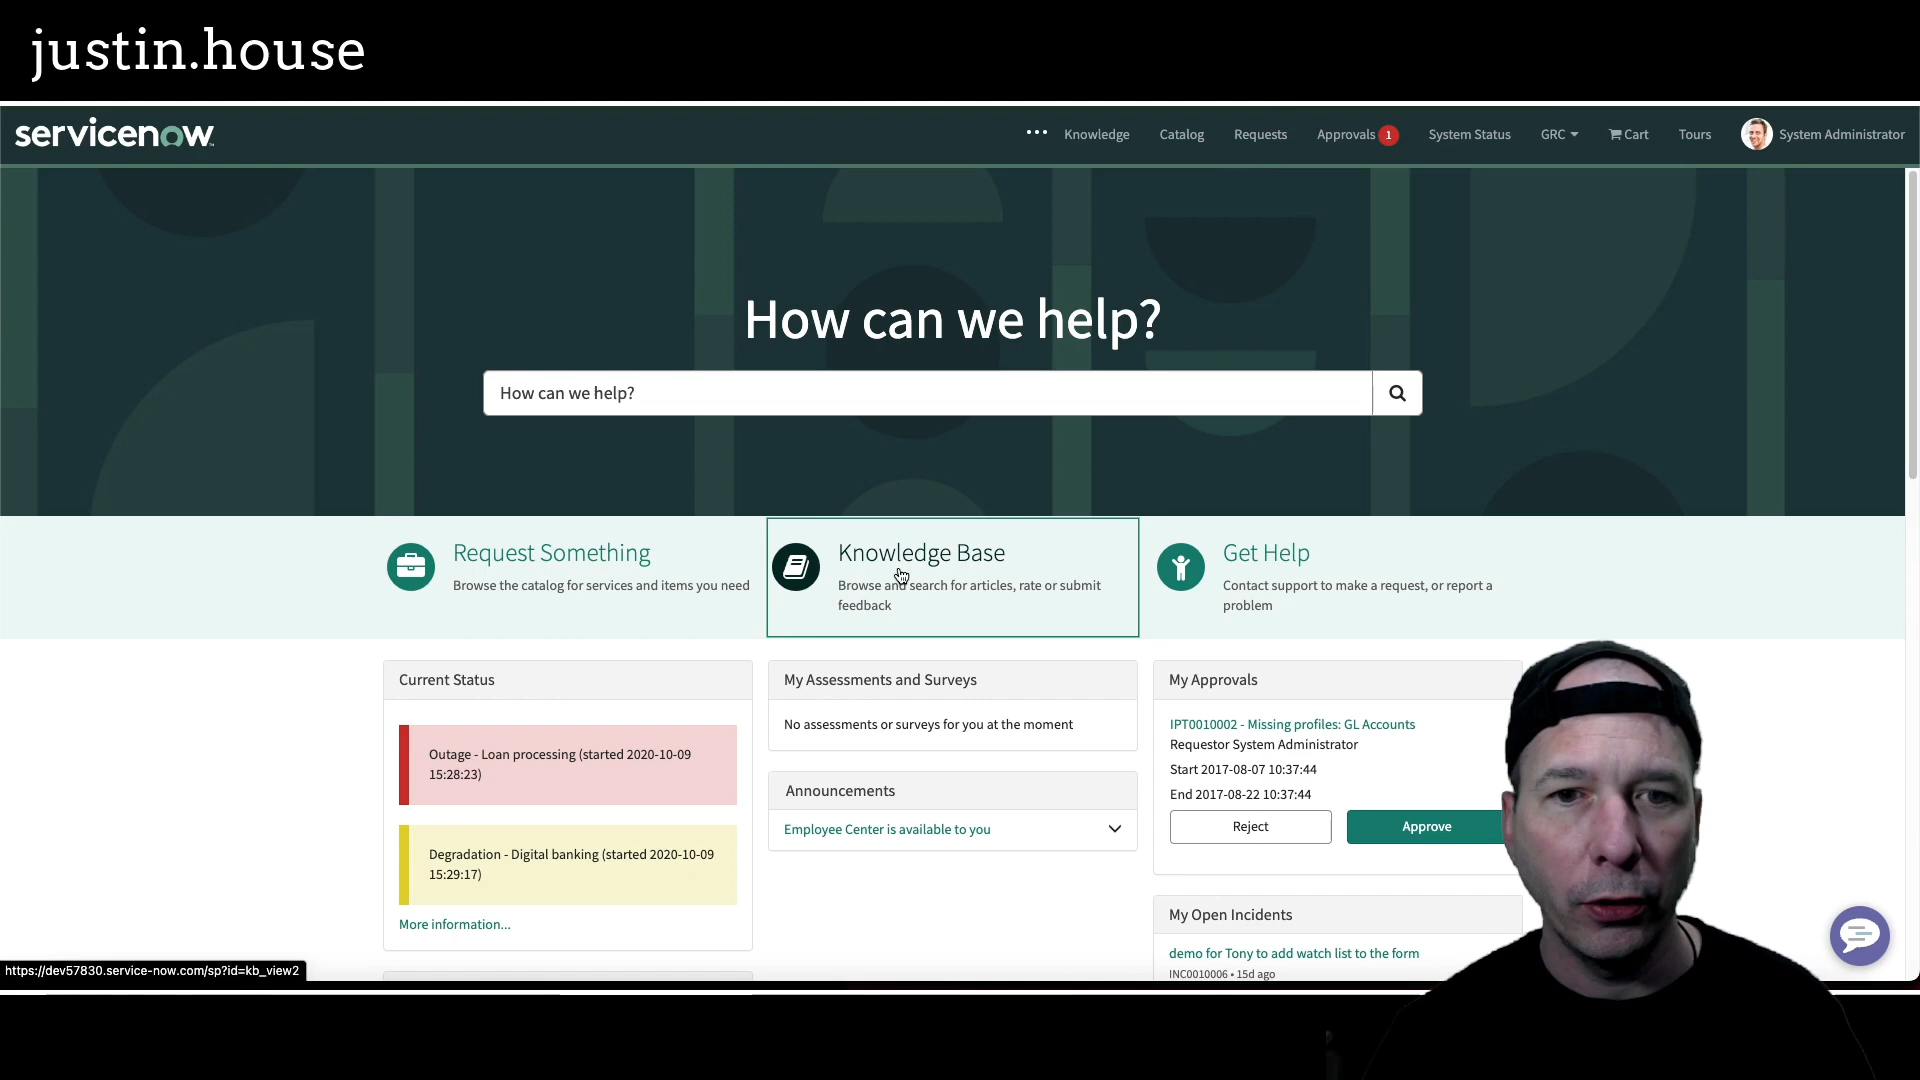 justin.house
servicenow
Knowledge
Catalog
Requests
Approvals 1
System Status
GRC
Cart
Tours
System Administrator
How can we help?
How can we help?
Request Something
Browse the catalog for services and items you need
Knowledge Base
Browse and search for articles, rate or submit
feedback
Get Help
Contact support to make a request, or report a
problem
Current Status
Outage - Loan processing (started 2020-10-09
15:28:23)
Degradation - Digital banking (started 2020-10-09
15:29:17)
More information...
My Assessments and Surveys
No assessments or surveys for you at the moment
Announcements
Employee Center is available to you
My Approvals
IPT0010002 - Missing profiles: GL Accounts
Requestor System Administrator
Start 2017-08-07 10:37:44
End 2017-08-22 10:37:44
Reject
Approve
My Open Incidents
demo for Tony to add watch list to the form
INC0010006 • 15d ago
https://dev57830.service-now.com/sp?id=kb_view2